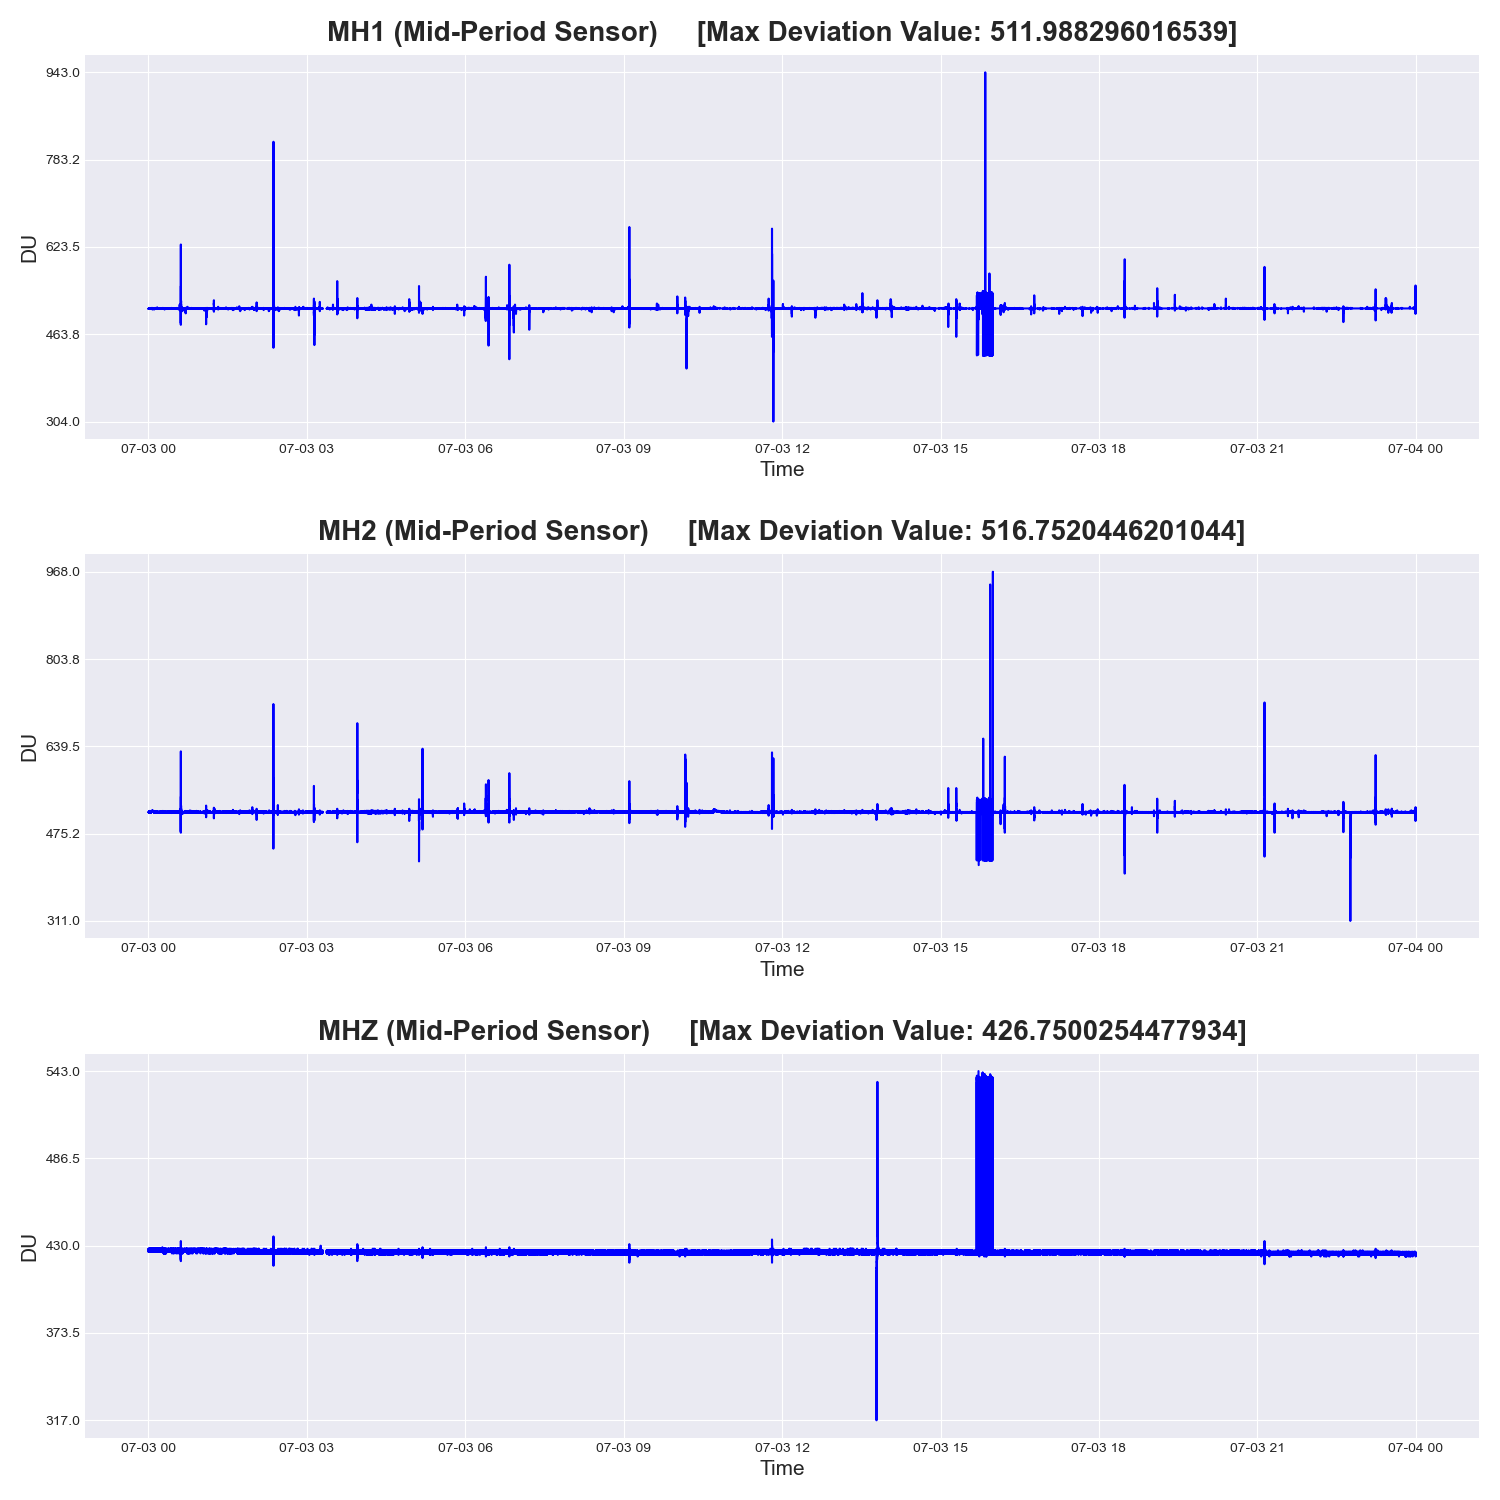 MH1 (Mid-Period Sensor) [Max Deviation Value: 511.988296016539]
943.0
783.2
623.5
463.8
304.0
DU
07-03 00 07-03 03 07-03 06 07-03 09 07-03 12 07-03 15 07-03 18 07-03 21 07-04 00
Time
MH2 (Mid-Period Sensor) [Max Deviation Value: 516.7520446201044]
968.0
803.8
639.5
475.2
311.0
DU
07-03 00 07-03 03 07-03 06 07-03 09 07-03 12 07-03 15 07-03 18 07-03 21 07-04 00
Time
MHZ (Mid-Period Sensor) [Max Deviation Value: 426.7500254477934]
543.0
486.5
430.0
373.5
317.0
DU
07-03 00 07-03 03 07-03 06 07-03 09 07-03 12 07-03 15 07-03 18 07-03 21 07-04 00
Time